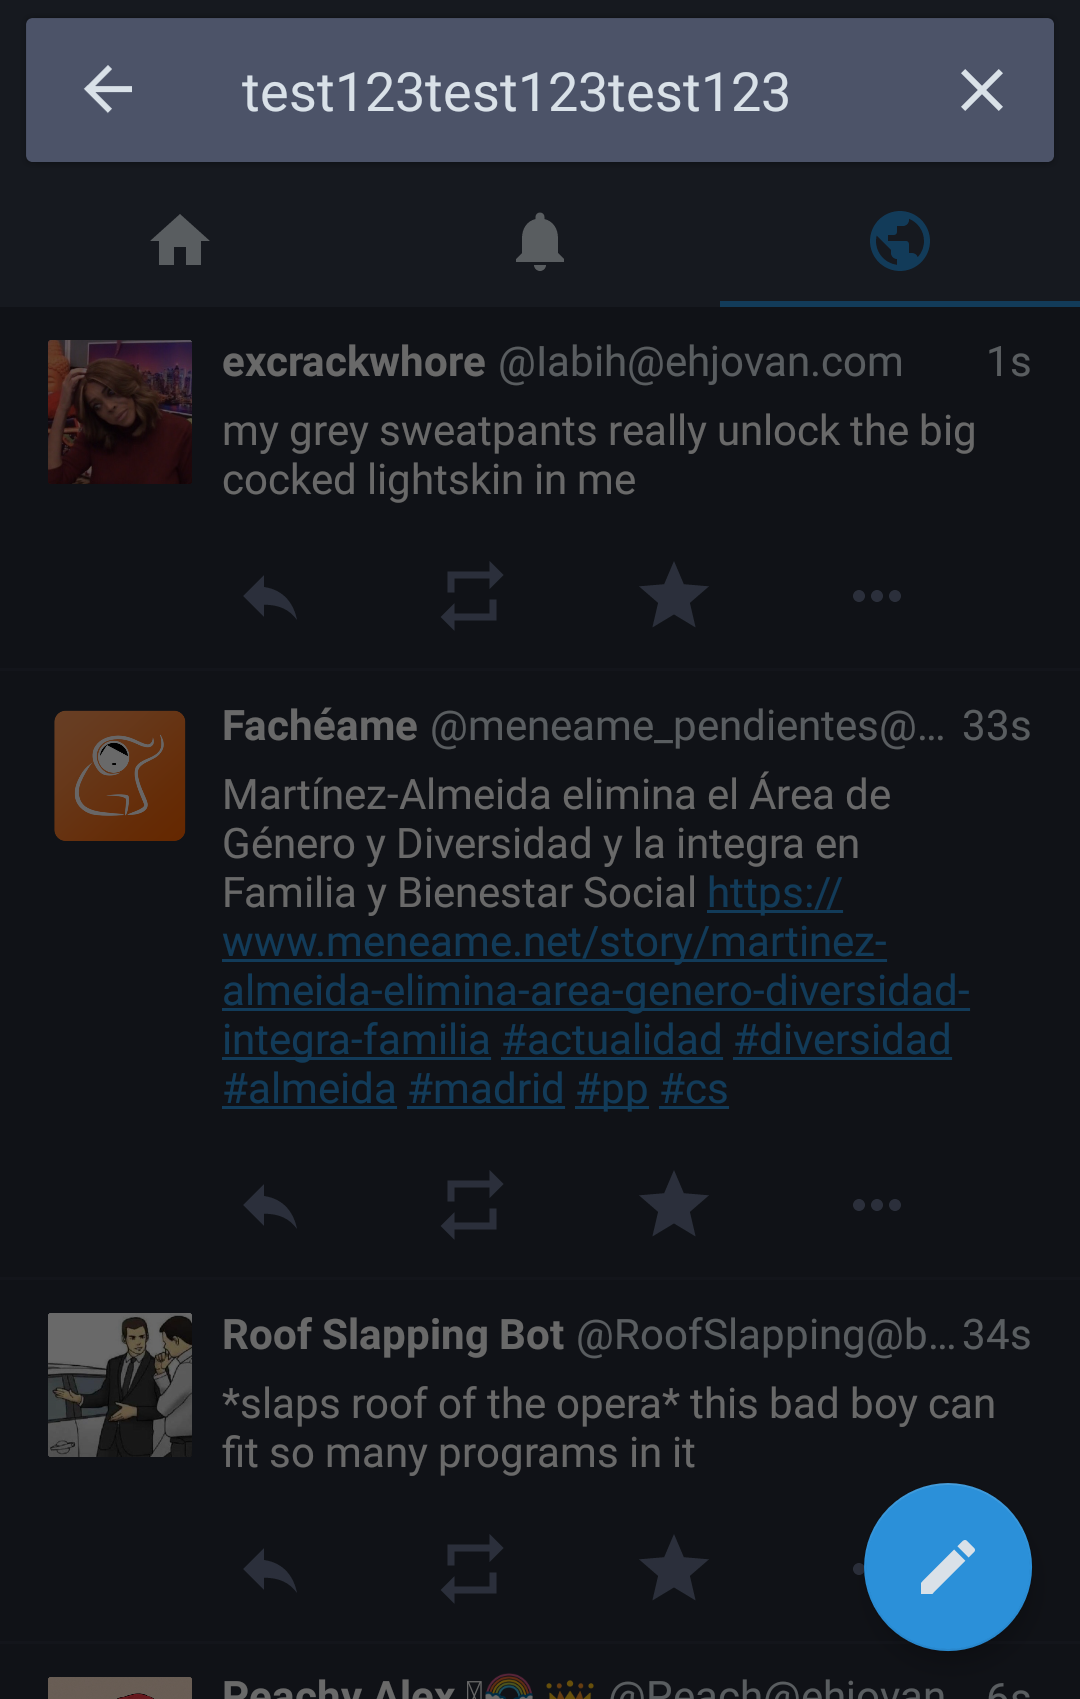 test123test123test123
excrackwhore @labih@ehjovan.com 1s
my grey sweatpants really unlock the big
cocked lightskin in me
Fachéame @meneame_pendientes@... 33s
Martínez-Almeida elimina el Área de
Género y Diversidad y la integra en
Familia y Bienestar Social https://
www.meneame.net/story/martinez-
almeida-elimina-area-genero-diversidad-
integra-familia #actualidad #diversidad
#almeida #madrid #pp #cs
Roof Slapping Bot @RoofSlapping@b... 34s
*slaps roof of the opera* this bad boy can
fit so many programs in it
Peachy Alex 🌈 👑 @Peach@ehjovan 6s